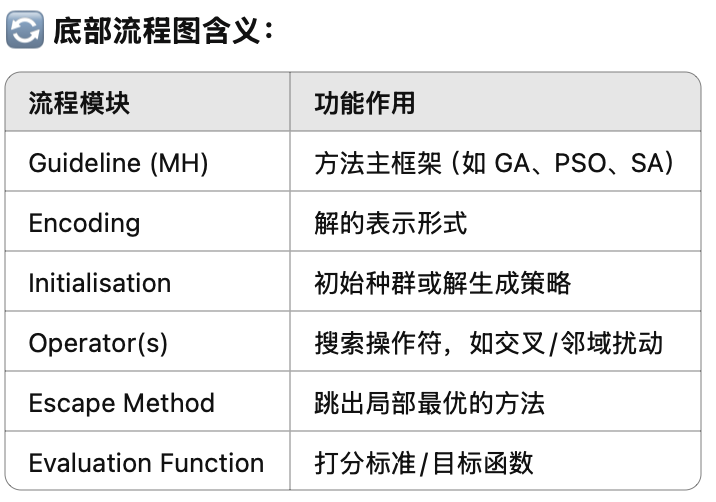 🔄 底部流程图含义：
流程模块 功能作用
Guideline (MH) 方法主框架（如 GA、PSO、SA）
Encoding 解的表示形式
Initialisation 初始种群或解生成策略
Operator(s) 搜索操作符，如交叉/邻域扰动
Escape Method 跳出局部最优的方法
Evaluation Function 打分标准/目标函数